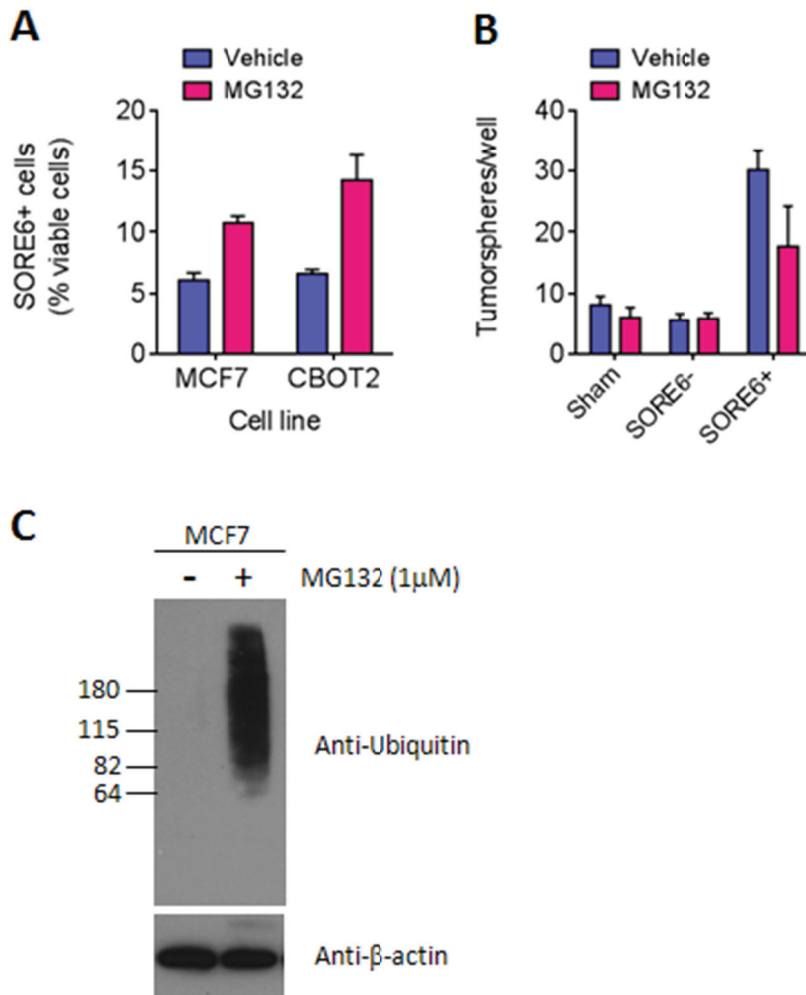 A
Vehicle
MG132
SORE6+ cells
(% viable cells)
20
15
10
5
0
MCF7 CBOT2
Cell line
B
Vehicle
MG132
Tumorspheres/well
40
30
20
10
0
Sham
SORE6-
SORE6+
C
MCF7
- + MG132 (1µM)
180
115
82
64
Anti-Ubiquitin
Anti-β-actin